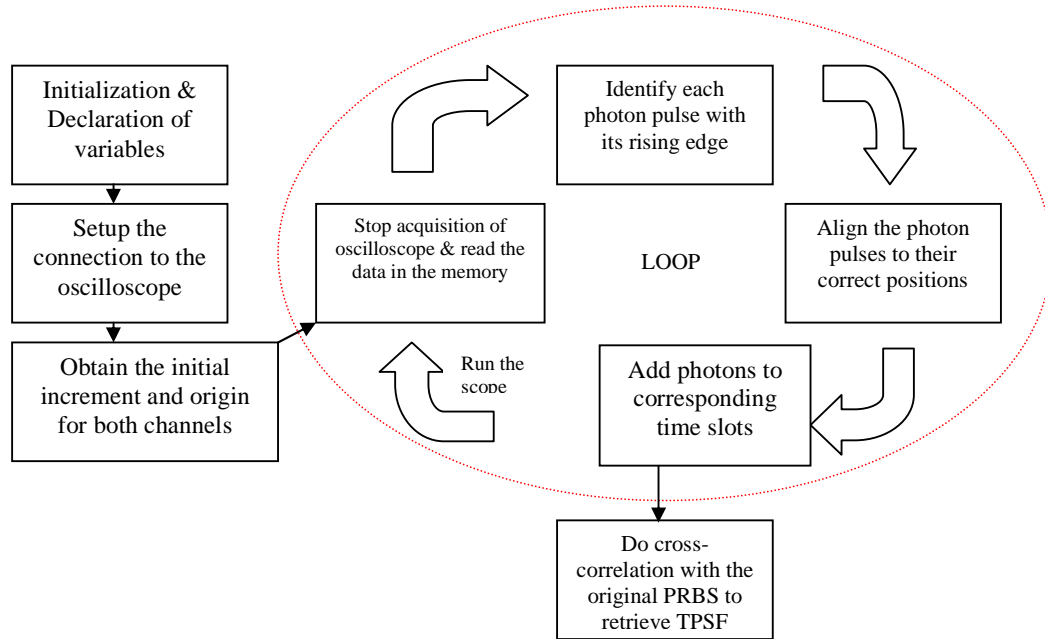 Initialization &
Declaration of
variables
Setup the
connection to the
oscilloscope
Obtain the initial
increment and origin
for both channels
Stop acquisition of
oscilloscope & read the
data in the memory
Identify each
photon pulse with
its rising edge
LOOP
Align the photon
pulses to their
correct positions
Add photons to
corresponding
time slots
Run the
scope
Do cross-
correlation with the
original PRBS to
retrieve TPSF